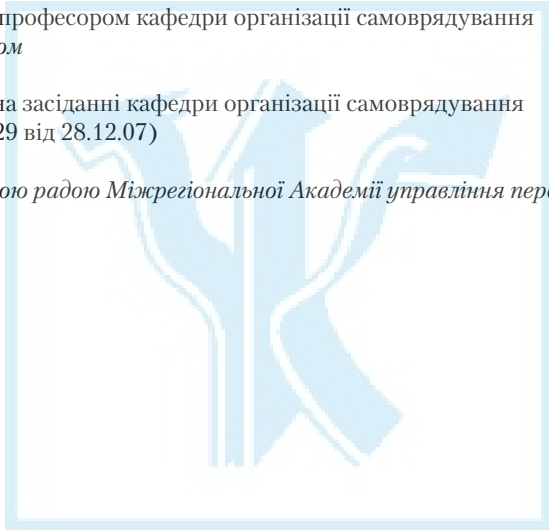 професором кафедри організації самоврядування
ом
на засіданні кафедри організації самоврядування
29 від 28.12.07)
ою радою Міжрегіональної Академії управління пер